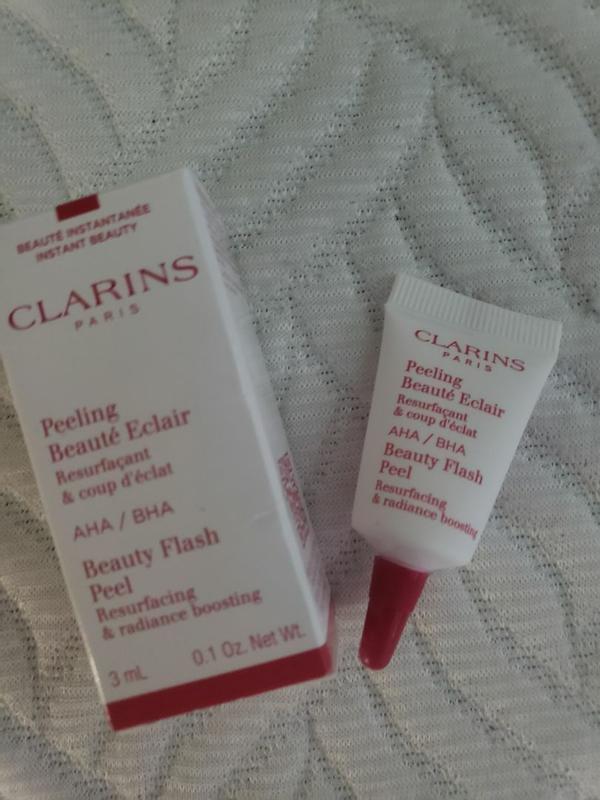 BEAUTÉ INSTANTANÉE
INSTANT BEAUTY
CLARINS
PARIS
Peeling
Beauté Eclair
Resurfaçant
& coup d'éclat
AHA / BHA
Beauty Flash
Peel
Resurfacing
& radiance boosting
3 mL 0.1 Oz. Net Wt.
CLARINS
PARIS
Peeling
Beauté Eclair
Resurfaçant
& coup d'éclat
AHA / BHA
Beauty Flash
Peel
Resurfacing
& radiance boosting